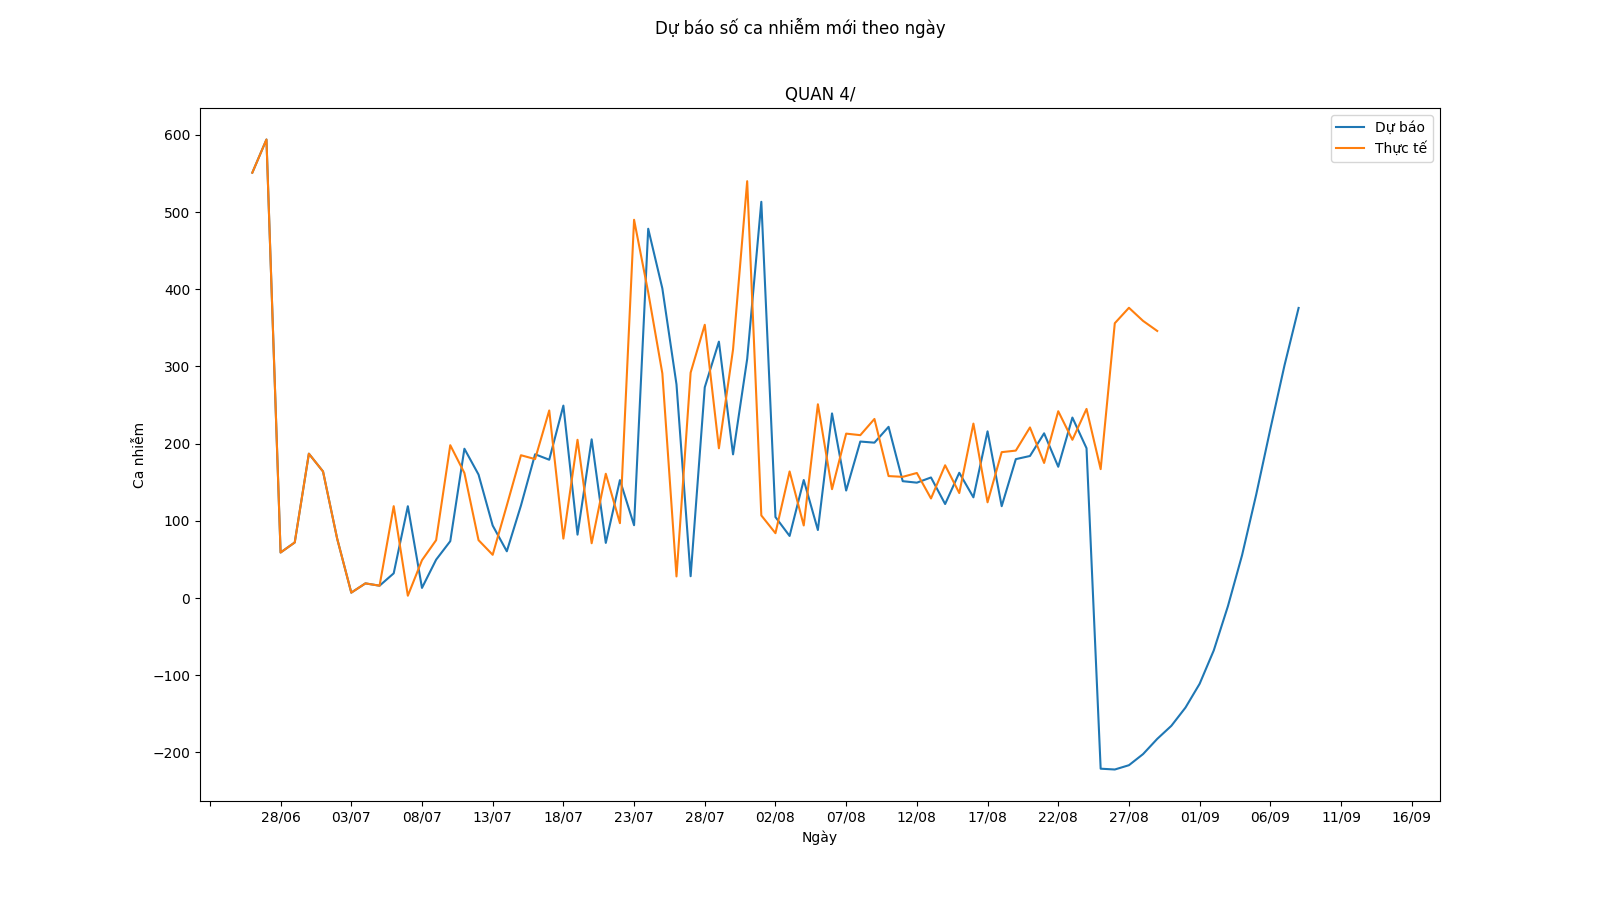 Dự báo số ca nhiễm mới theo ngày
QUAN 4/
Dự báo
Thực tế
600
500
400
300
200
100
0
−100
−200
Ca nhiễm
28/06 03/07 08/07 13/07 18/07 23/07 28/07 02/08 07/08 12/08 17/08 22/08 27/08 01/09 06/09 11/09 16/09
Ngày